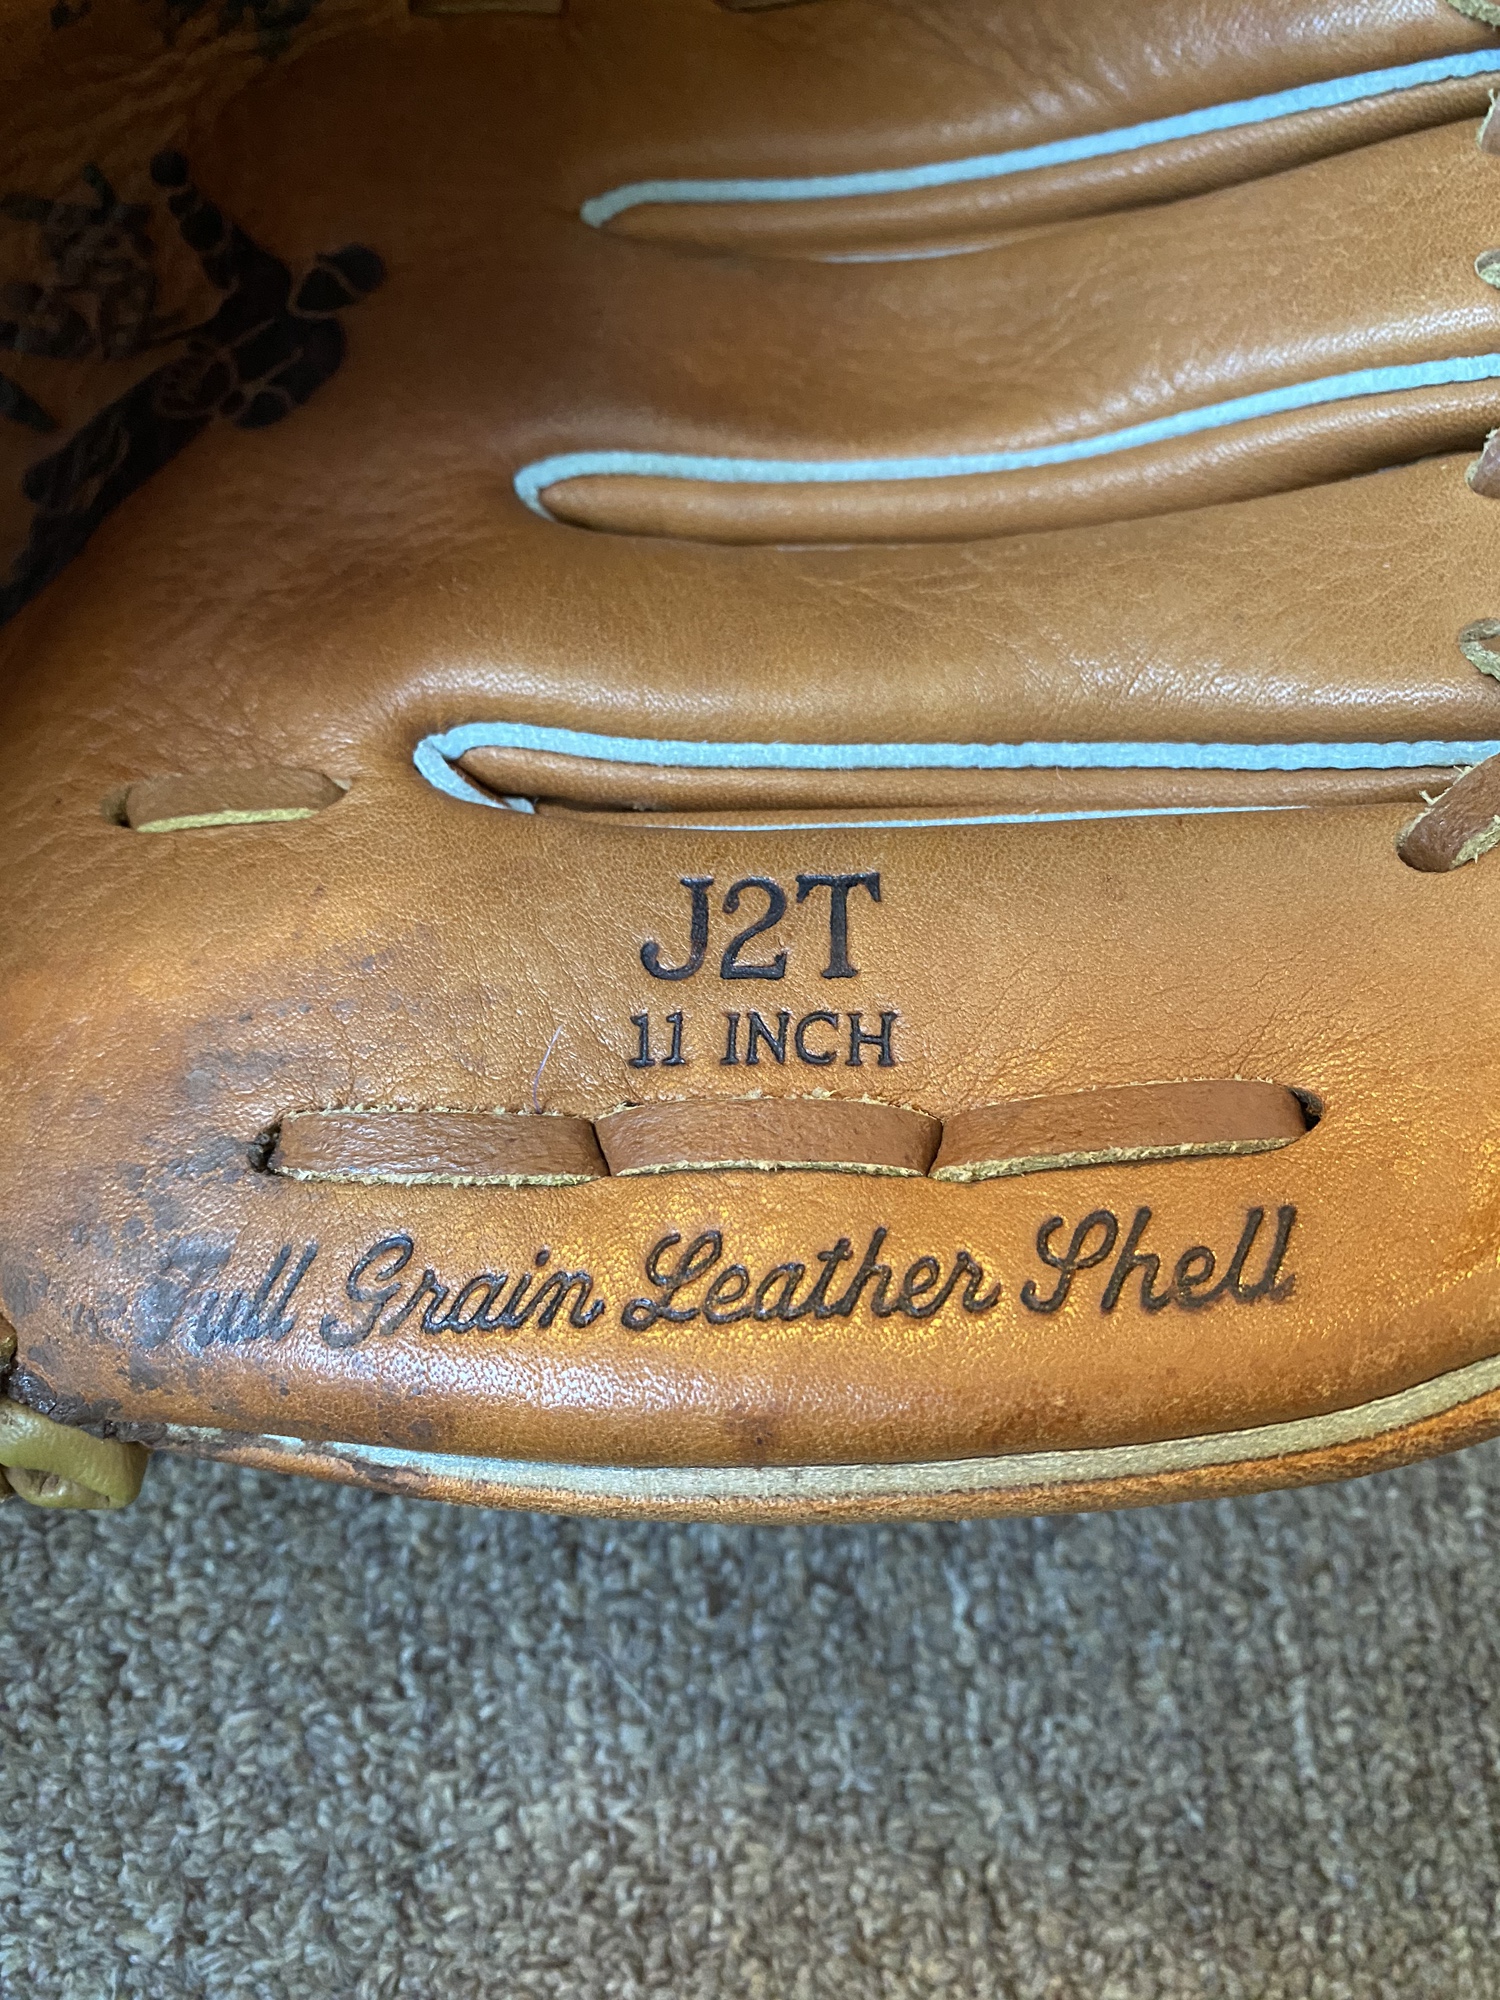 J2T
11 INCH
Full Grain Leather Shell